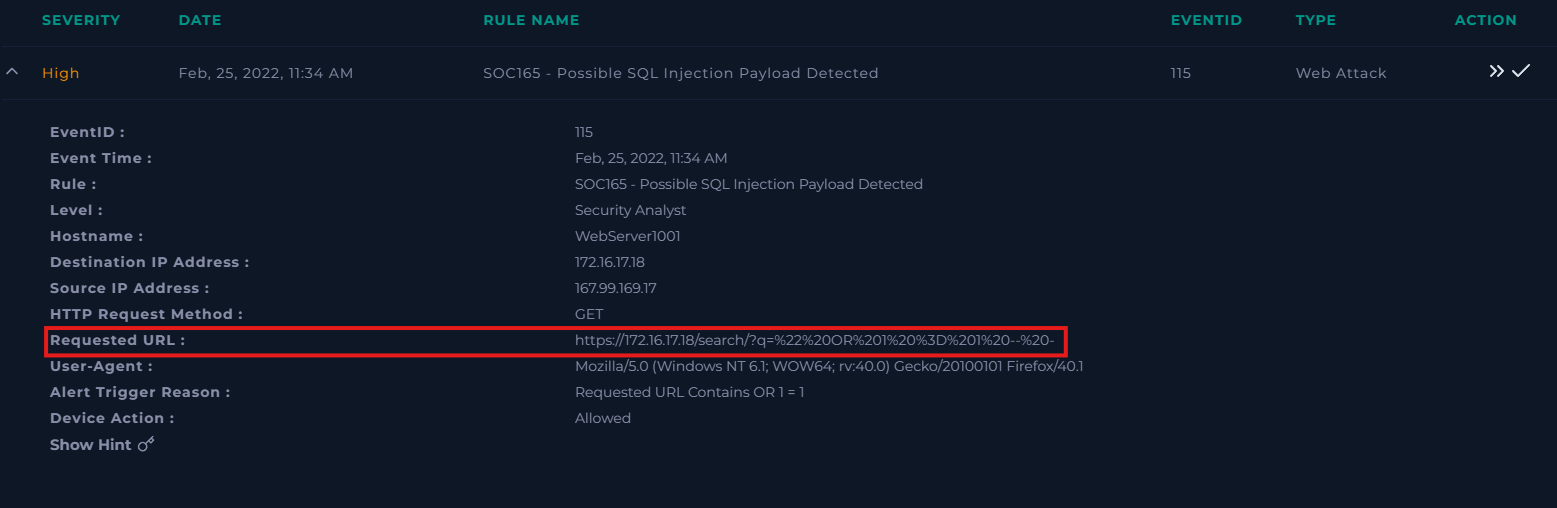 SEVERITY DATE RULE NAME EVENTID TYPE ACTION
High Feb, 25, 2022, 11:34 AM SOC165 - Possible SQL Injection Payload Detected 115 Web Attack
EventID : 115
Event Time : Feb, 25, 2022, 11:34 AM
Rule : SOC165 - Possible SQL Injection Payload Detected
Level : Security Analyst
Hostname : WebServer1001
Destination IP Address : 172.16.17.18
Source IP Address : 167.99.169.17
HTTP Request Method : GET
Requested URL : https://172.16.17.18/search/?q=%22%20OR%201%20%3D%201%20--%20-
User-Agent : Mozilla/5.0 (Windows NT 6.1; WOW64; rv:40.0) Gecko/20100101 Firefox/40.1
Alert Trigger Reason : Requested URL Contains OR 1 = 1
Device Action : Allowed
Show Hint